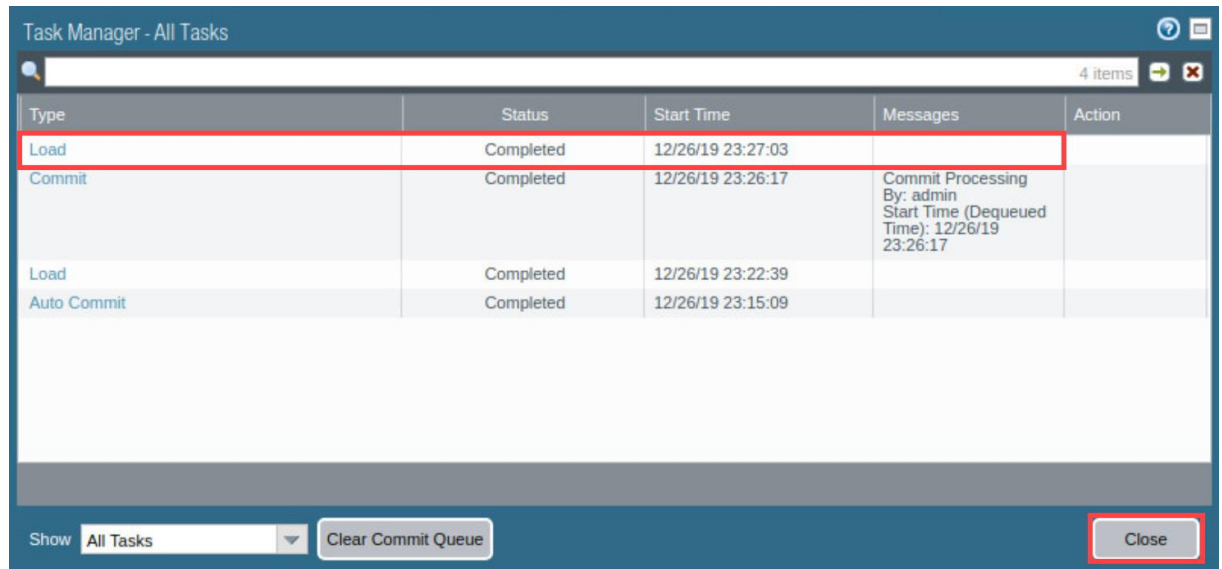 Task Manager - All Tasks
4 items
Type Status Start Time Messages Action
Load Completed 12/26/19 23:27:03
Commit Completed 12/26/19 23:26:17 Commit Processing
By: admin
Start Time (Dequeued
Time): 12/26/19
23:26:17
Load Completed 12/26/19 23:22:39
Auto Commit Completed 12/26/19 23:15:09
Show All Tasks Clear Commit Queue Close